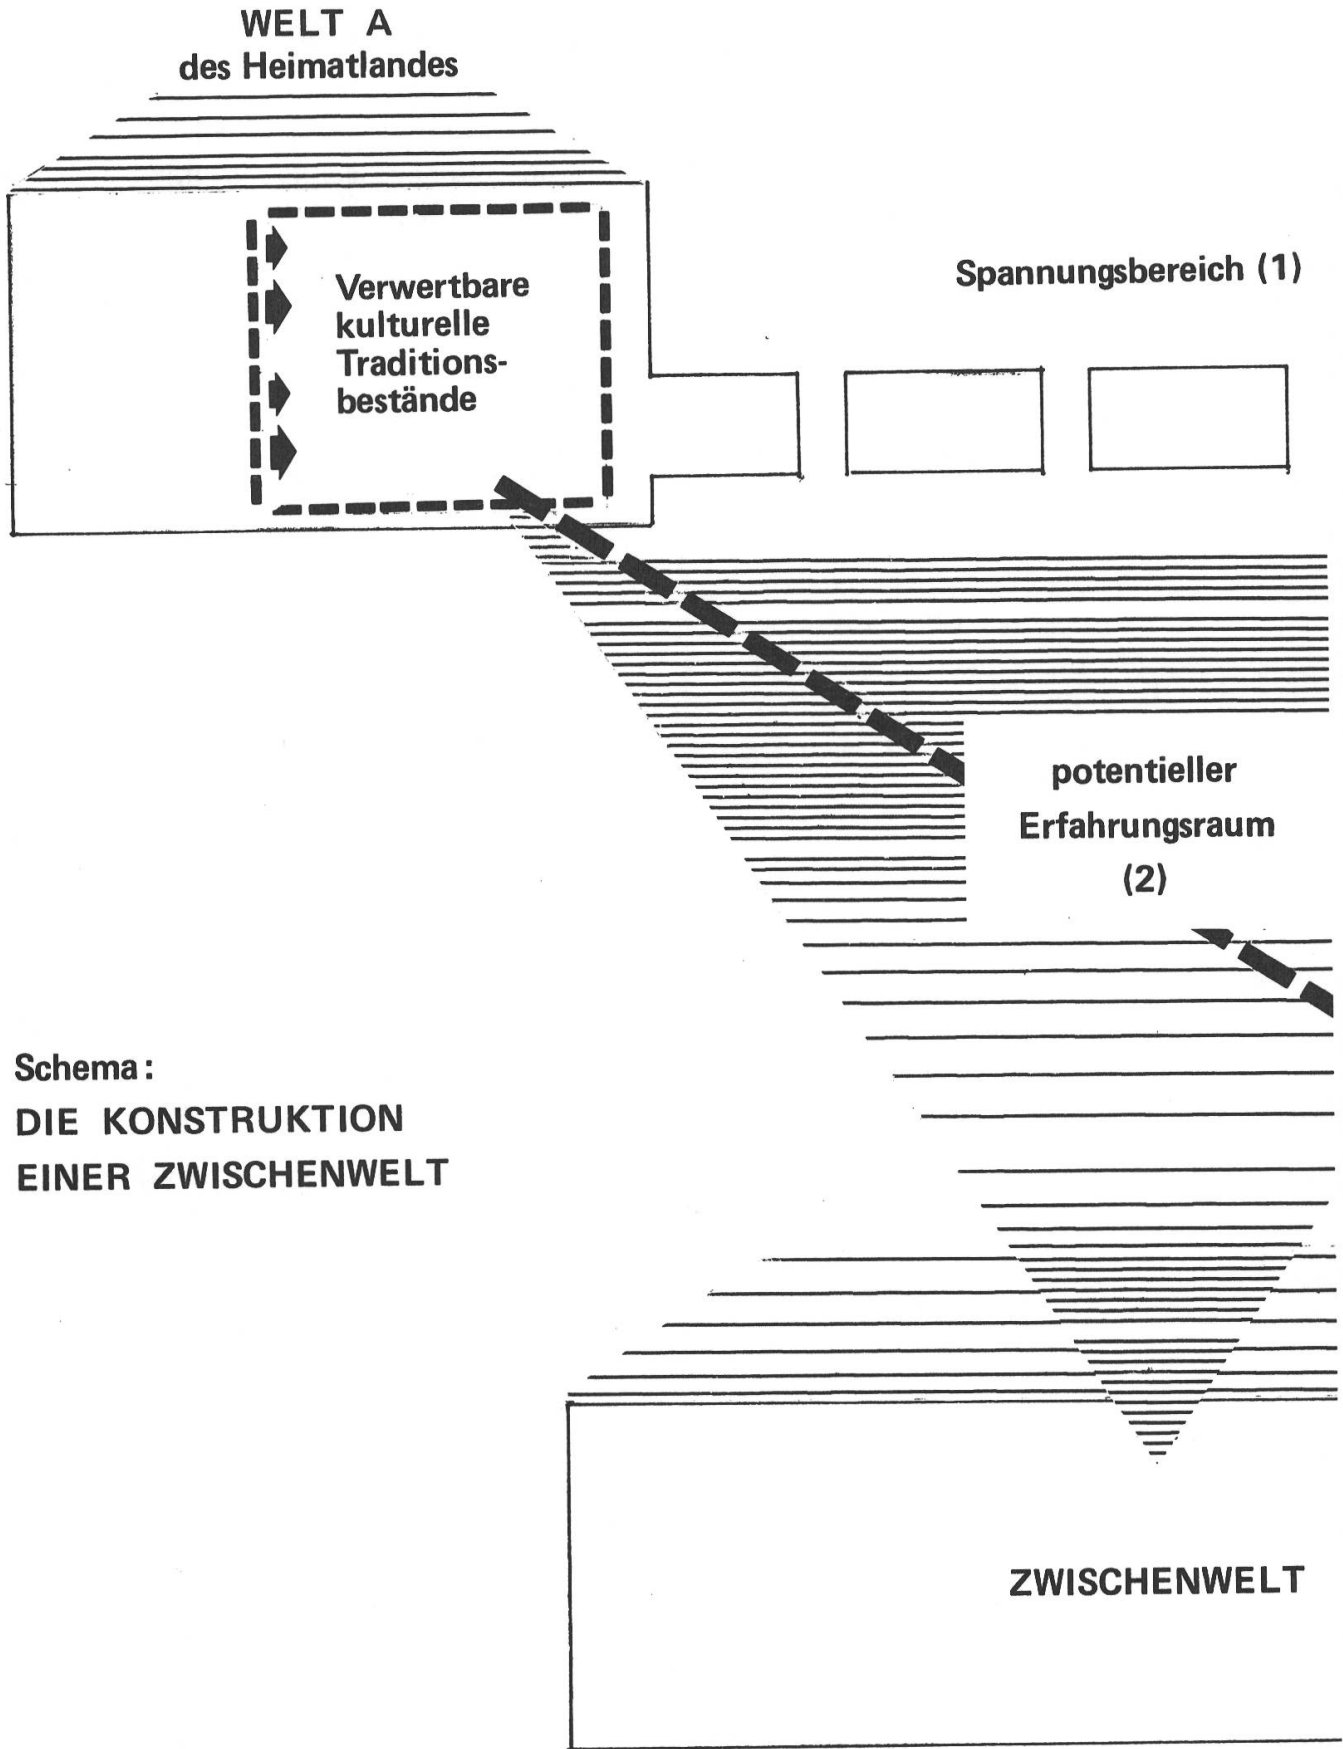 WELT A
des Heimatlandes
Verwertbare
kulturelle
Traditions-
bestände
Spannungsbereich (1)
potentieller
Erfahrungsraum
(2)
Schema:
DIE KONSTRUKTION
EINER ZWISCHENWELT
ZWISCHENWELT